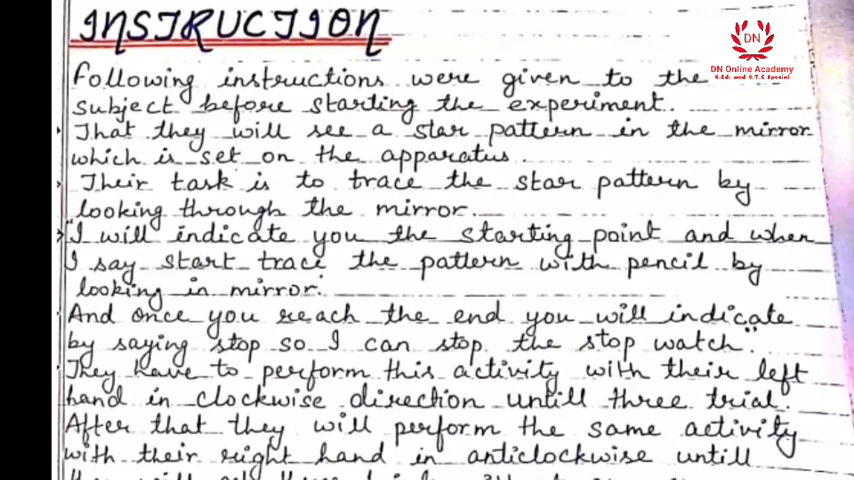 INSTRUCTION
DN
DN Online Academy
B.Ed. and B.T.C Special
Following instructions were given to the
subject before starting the experiment.
That they will see a star pattern in the mirror
which is set on the apparatus.
Their task is to trace the star pattern by
looking through the mirror.
"I will indicate you the starting point and when
I say start trace the pattern with pencil by
looking in mirror.
And once you reach the end you will indicate
by saying stop so I can stop the stop watch".
They have to perform this activity with their left
hand in clockwise direction untill three trial.
After that they will perform the same activity
with their right hand in anticlockwise untill